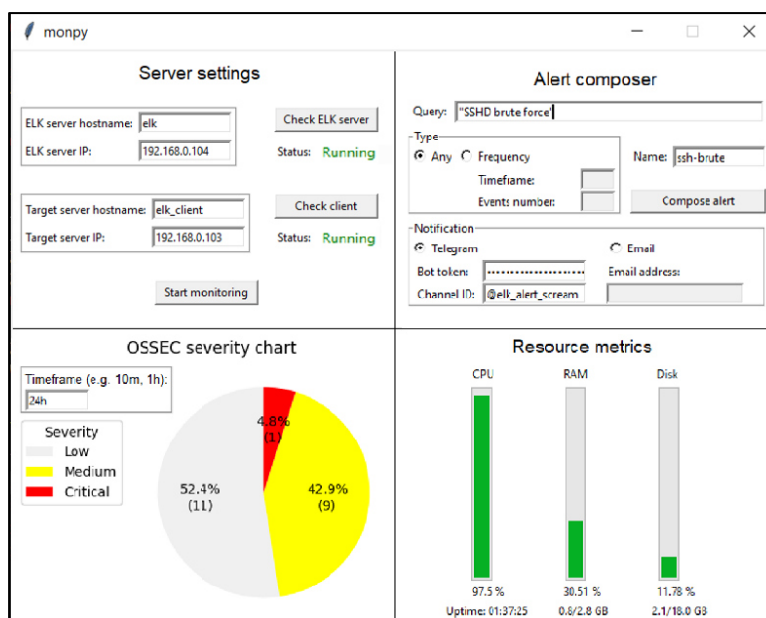 monpy
Server settings
ELK server hostname: elk
Check ELK server
ELK server IP: 192.168.0.104
Status: Running
Target server hostname: elk_client
Check client
Target server IP: 192.168.0.103
Status: Running
Start monitoring
Alert composer
Query: "SSHD brute force"
Type
Any Frequency
Name: ssh-brute
Timeframe:
Events number:
Compose alert
Notification
Telegram
Email
Bot token:
Email address:
Channel ID: @elk_alert_scream
OSSEC severity chart
Timeframe (e.g. 10m, 1h):
24h
Severity
Low
Medium
Critical
4.8%
(1)
52.4%
(11)
42.9%
(9)
Resource metrics
CPU RAM Disk
97.5 % 30.51 % 11.78 %
Uptime: 01:37:25 0.8/2.8 GB 2.1/18.0 GB